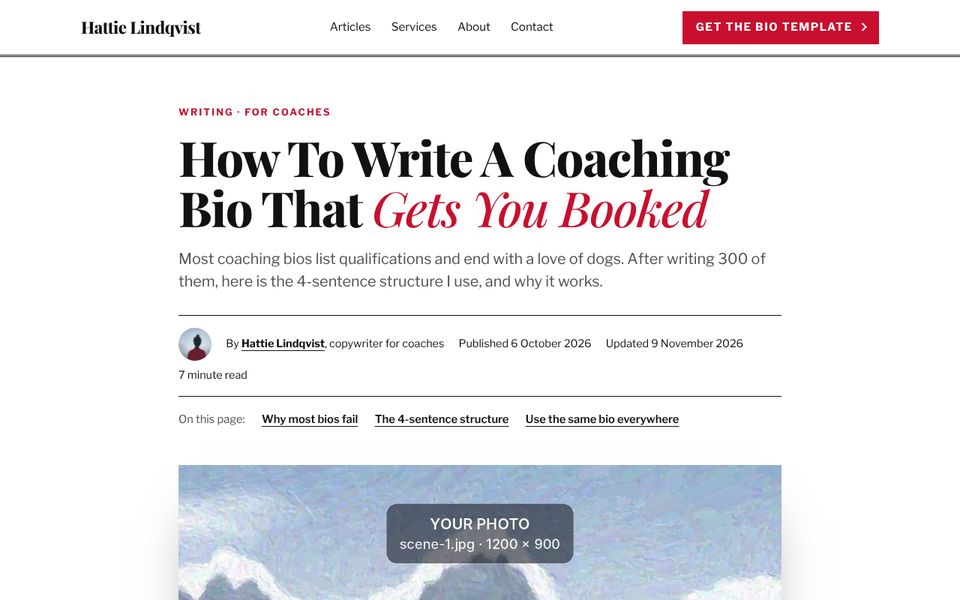 Hattie Lindqvist
Articles Services About Contact
GET THE BIO TEMPLATE
WRITING · FOR COACHES
How To Write A Coaching
Bio That Gets You Booked
Most coaching bios list qualifications and end with a love of dogs. After writing 300 of
them, here is the 4-sentence structure I use, and why it works.
By Hattie Lindqvist, copywriter for coaches Published 6 October 2026 Updated 9 November 2026
7 minute read
On this page: Why most bios fail The 4-sentence structure Use the same bio everywhere
YOUR PHOTO
scene-1.jpg · 1200 × 900